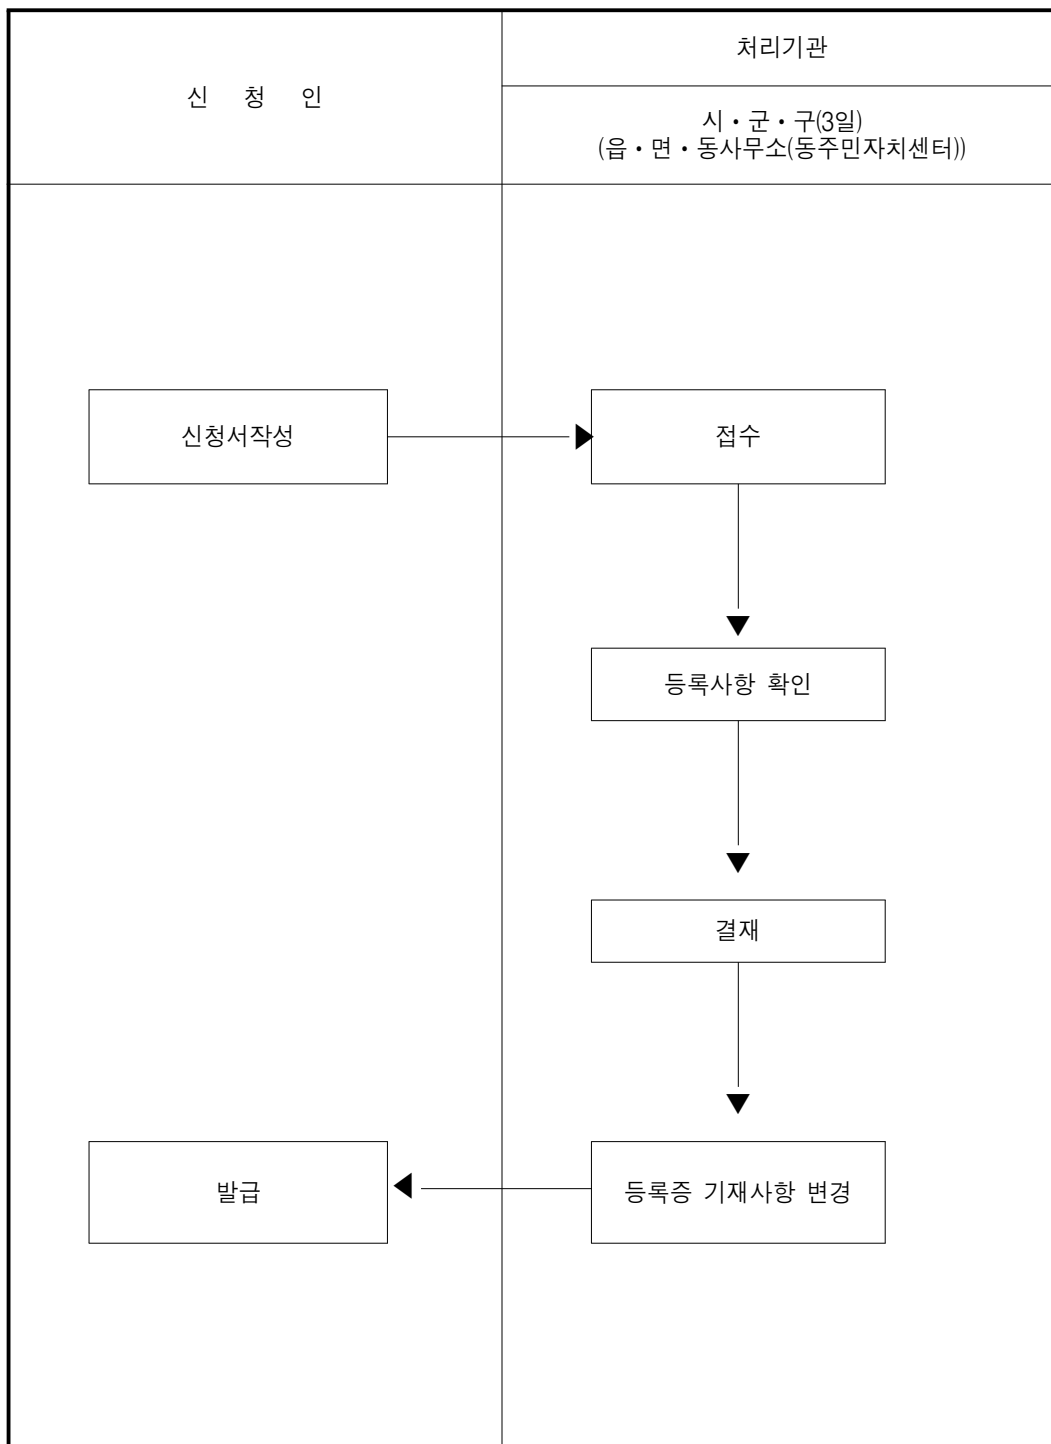 신 청 인
처리기관
시・군・구(3일)
(읍・면・동사무소(동주민자치센터))
신청서작성
접수
등록사항 확인
결재
발급
등록증 기재사항 변경